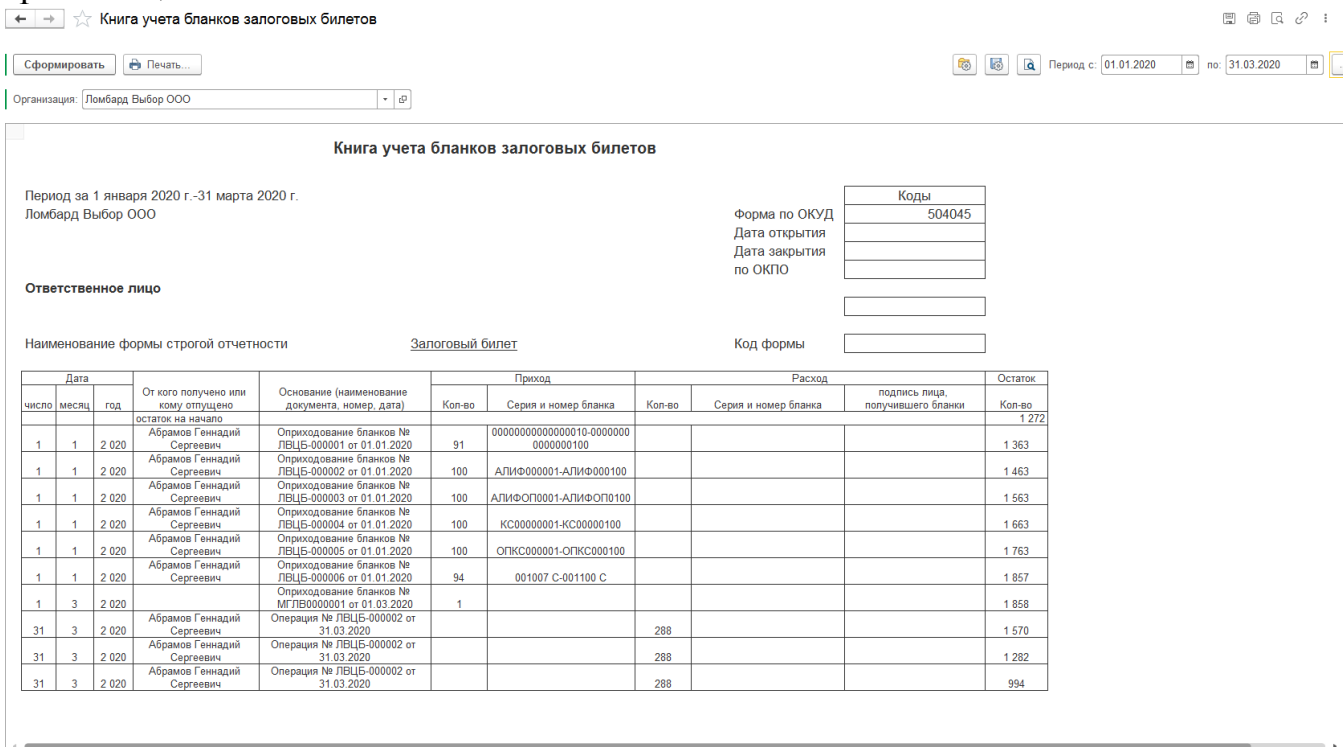 Книга учета бланков залоговых билетов
Сформировать Печать... Период с: 01.01.2020 по: 31.03.2020
Организация: Ломбард Выбор ООО
Книга учета бланков залоговых билетов
Период за 1 января 2020 г.-31 марта 2020 г. Коды
Ломбард Выбор ООО Форма по ОКУД 504045
Дата открытия
Дата закрытия
по ОКПО
Ответственное лицо
Наименование формы строгой отчетности Залоговый билет Код формы
Дата От кого получено или кому отпущено Основание (наименование документа, номер, дата) Приход Расход Остаток
число месяц год Кол-во Серия и номер бланка Кол-во Серия и номер бланка подпись лица, получившего бланки Кол-во
остаток на начало 1 272
1 1 2 020 Абрамов Геннадий Сергеевич Оприходование бланков № ЛВЦБ-000001 от 01.01.2020 91 00000000000000010-00000000000000100 1 363
1 1 2 020 Абрамов Геннадий Сергеевич Оприходование бланков № ЛВЦБ-000002 от 01.01.2020 100 АЛИФ000001-АЛИФ000100 1 463
1 1 2 020 Абрамов Геннадий Сергеевич Оприходование бланков № ЛВЦБ-000003 от 01.01.2020 100 АЛИФОП0001-АЛИФОП0100 1 563
1 1 2 020 Абрамов Геннадий Сергеевич Оприходование бланков № ЛВЦБ-000004 от 01.01.2020 100 КС00000001-КС00000100 1 663
1 1 2 020 Абрамов Геннадий Сергеевич Оприходование бланков № ЛВЦБ-000005 от 01.01.2020 100 ОПКС000001-ОПКС000100 1 763
1 1 2 020 Абрамов Геннадий Сергеевич Оприходование бланков № ЛВЦБ-000006 от 01.01.2020 94 001007 С-001100 С 1 857
1 3 2 020 Оприходование бланков № МГЛВ0000001 от 01.03.2020 1 1 858
31 3 2 020 Абрамов Геннадий Сергеевич Операция № ЛВЦБ-000002 от 31.03.2020 288 1 570
31 3 2 020 Абрамов Геннадий Сергеевич Операция № ЛВЦБ-000002 от 31.03.2020 288 1 282
31 3 2 020 Абрамов Геннадий Сергеевич Операция № ЛВЦБ-000002 от 31.03.2020 288 994